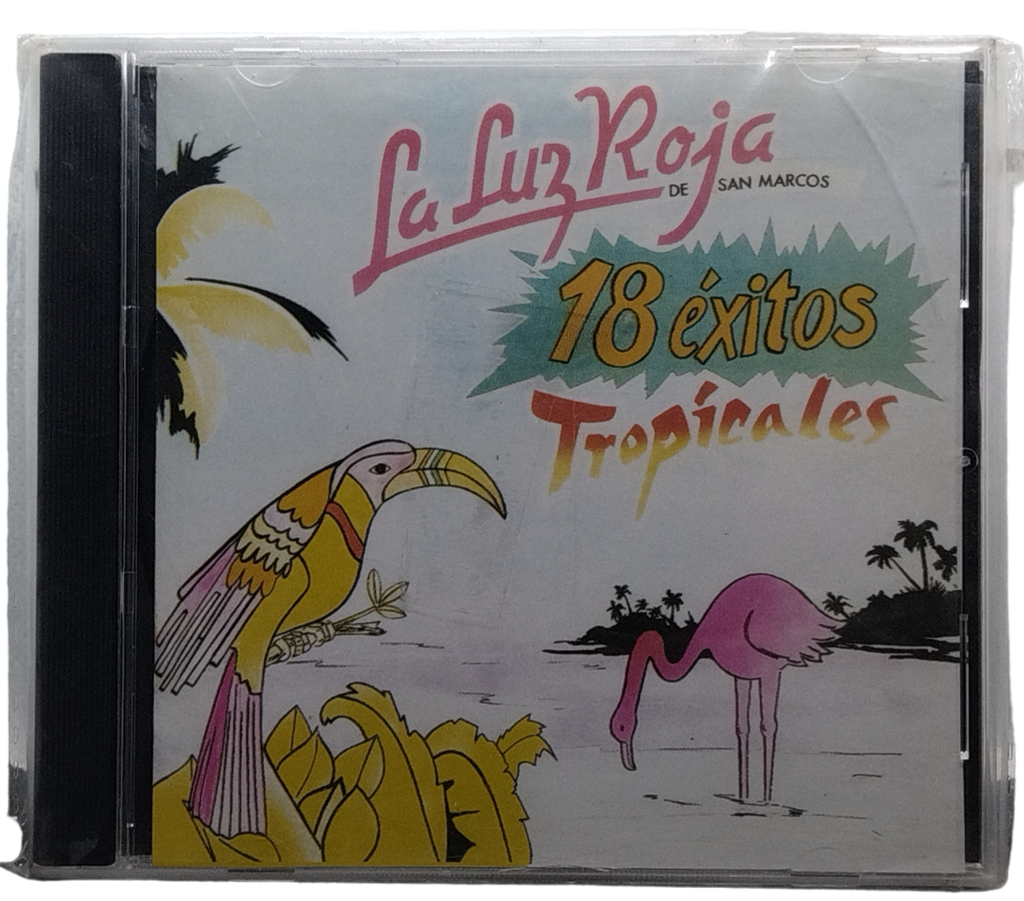 La Luz Roja
DE SAN MARCOS
18 éxitos
Tropicales